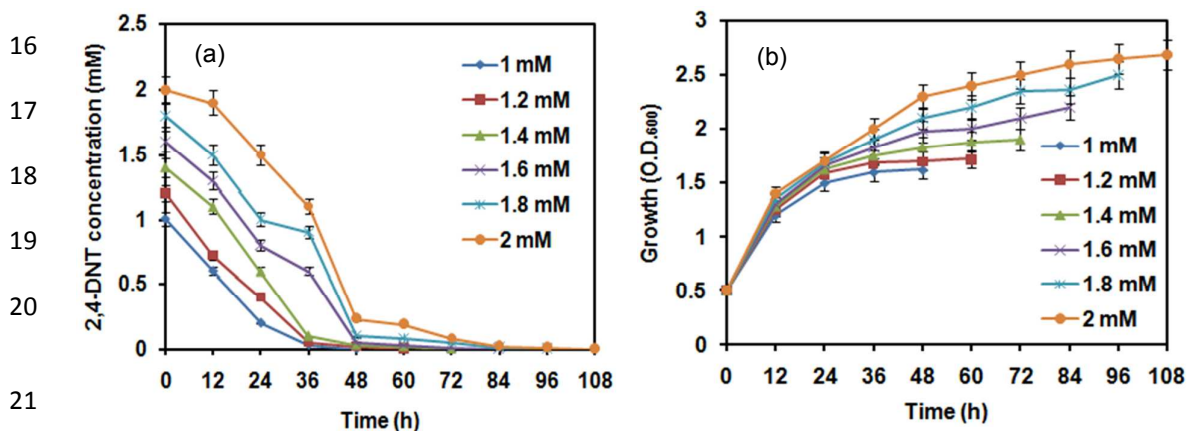 16
17
18
19
20
21
(a)
2,4-DNT concentration (mM)
2.5
2
1.5
1
0.5
0
0 12 24 36 48 60 72 84 96 108
Time (h)
1 mM
1.2 mM
1.4 mM
1.6 mM
1.8 mM
2 mM
(b)
Growth (O.D.600)
3
2.5
2
1.5
1
0.5
0
0 12 24 36 48 60 72 84 96 108
Time (h)
1 mM
1.2 mM
1.4 mM
1.6 mM
1.8 mM
2 mM